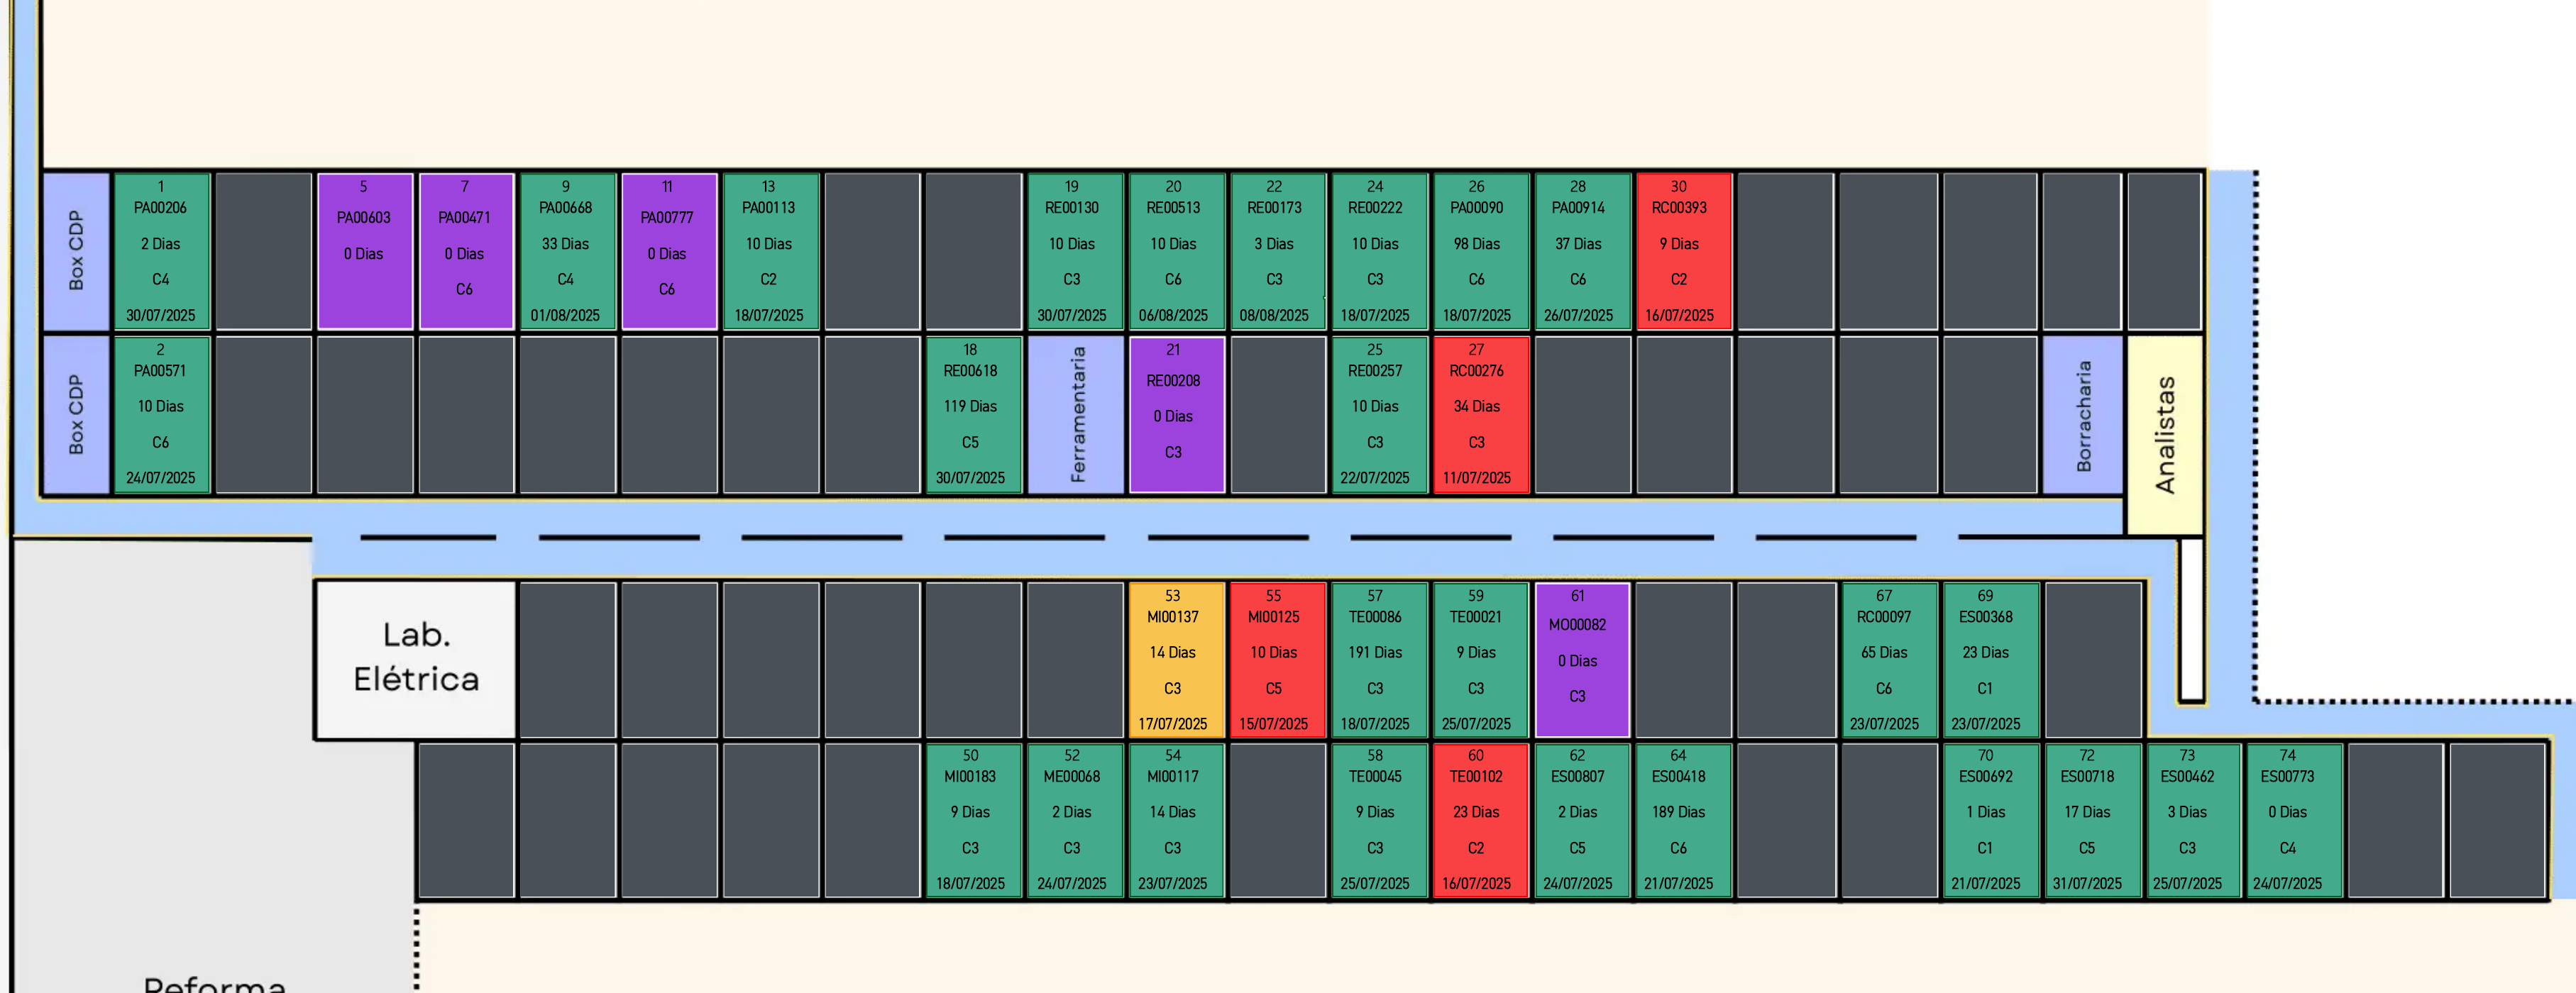 Box CDP
1
PA00206
2 Dias
C4
30/07/2025
5
PA00603
0 Dias
7
PA00471
0 Dias
C6
9
PA00668
33 Dias
C4
01/08/2025
11
PA00777
0 Dias
C6
13
PA00113
10 Dias
C2
18/07/2025
19
RE00130
10 Dias
C3
30/07/2025
20
RE00513
10 Dias
C6
06/08/2025
22
RE00173
3 Dias
C3
08/08/2025
24
RE00222
10 Dias
C3
18/07/2025
26
PA00090
98 Dias
C6
18/07/2025
28
PA00914
37 Dias
C6
26/07/2025
30
RC00393
9 Dias
C2
16/07/2025
Box CDP
2
PA00571
10 Dias
C6
24/07/2025
18
RE00618
119 Dias
C5
30/07/2025
Ferramentaria
21
RE00208
0 Dias
C3
25
RE00257
10 Dias
C3
22/07/2025
27
RC00276
34 Dias
C3
11/07/2025
Borracharia
Analistas
Lab.
Elétrica
53
MI00137
14 Dias
C3
17/07/2025
55
MI00125
10 Dias
C5
15/07/2025
57
TE00086
191 Dias
C3
18/07/2025
59
TE00021
9 Dias
C3
25/07/2025
61
MO00082
0 Dias
C3
67
RC00097
65 Dias
C6
23/07/2025
69
ES00368
23 Dias
C1
23/07/2025
50
MI00183
9 Dias
C3
18/07/2025
52
ME00068
2 Dias
C3
24/07/2025
54
MI00117
14 Dias
C3
23/07/2025
58
TE00045
9 Dias
C3
25/07/2025
60
TE00102
23 Dias
C2
16/07/2025
62
ES00807
2 Dias
C5
24/07/2025
64
ES00418
189 Dias
C6
21/07/2025
70
ES00692
1 Dias
C1
21/07/2025
72
ES00718
17 Dias
C5
31/07/2025
73
ES00462
3 Dias
C3
25/07/2025
74
ES00773
0 Dias
C4
24/07/2025
Reforma